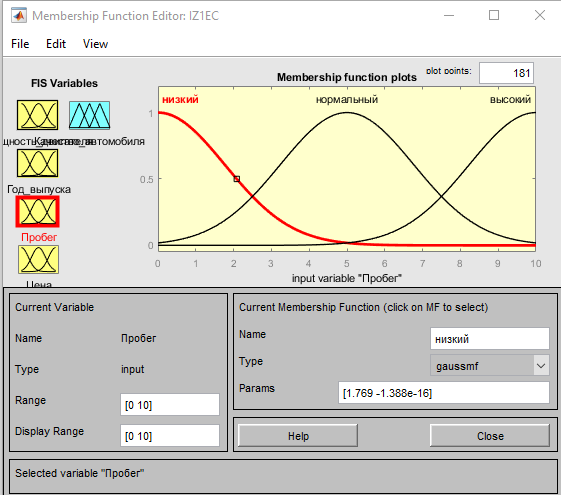 Membership Function Editor: IZ1EC
File Edit View
FIS Variables
Membership function plots
plot points:
181
низкий
нормальный
высокий
1
0.5
0
0 1 2 3 4 5 6 7 8 9 10
input variable "Пробег"
автомобиля
Год_выпуска
Пробег
Цена
Current Variable
Name Пробег
Type input
Range [0 10]
Display Range [0 10]
Current Membership Function (click on MF to select)
Name низкий
Type gaussmf
Params [1.769 -1.388e-16]
Help
Close
Selected variable "Пробег"